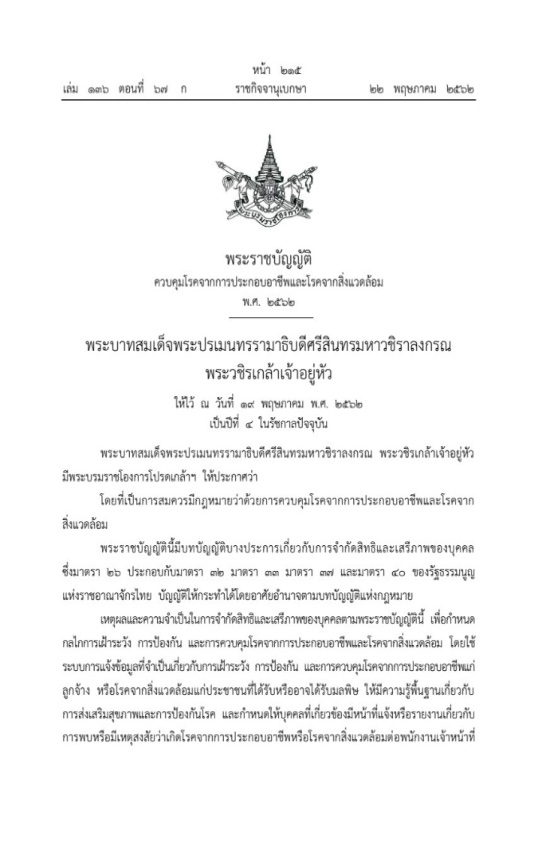 หน้า ๒๑๕
เล่ม ๑๓๖ ตอนที่ ๖๗ ก ราชกิจจานุเบกษา ๒๒ พฤษภาคม ๒๕๖๒
พระราชบัญญัติ
ควบคุมโรคจากการประกอบอาชีพและโรคจากสิ่งแวดล้อม
พ.ศ. ๒๕๖๒
พระบาทสมเด็จพระปรเมนทรรามาธิบดีศรีสินทรมหาวชิราลงกรณ
พระวชิรเกล้าเจ้าอยู่หัว
ให้ไว้ ณ วันที่ ๑๙ พฤษภาคม พ.ศ. ๒๕๖๒
เป็นปีที่ ๔ ในรัชกาลปัจจุบัน
พระบาทสมเด็จพระปรเมนทรรามาธิบดีศรีสินทรมหาวชิราลงกรณ พระวชิรเกล้าเจ้าอยู่หัว
มีพระบรมราชโองการโปรดเกล้าฯ ให้ประกาศว่า
โดยที่เป็นการสมควรมีกฎหมายว่าด้วยการควบคุมโรคจากการประกอบอาชีพและโรคจาก
สิ่งแวดล้อม
พระราชบัญญัตินี้มีบทบัญญัติบางประการเกี่ยวกับการจำกัดสิทธิและเสรีภาพของบุคคล
ซึ่งมาตรา ๒๖ ประกอบกับมาตรา ๓๒ มาตรา ๓๓ มาตรา ๓๗ และมาตรา ๔๐ ของรัฐธรรมนูญ
แห่งราชอาณาจักรไทย บัญญัติให้กระทำได้โดยอาศัยอำนาจตามบทบัญญัติแห่งกฎหมาย
เหตุผลและความจำเป็นในการจำกัดสิทธิและเสรีภาพของบุคคลตามพระราชบัญญัตินี้ เพื่อกำหนด
กลไกการเฝ้าระวัง การป้องกัน และการควบคุมโรคจากการประกอบอาชีพและโรคจากสิ่งแวดล้อม โดยใช้
ระบบการแจ้งข้อมูลที่จำเป็นเกี่ยวกับการเฝ้าระวัง การป้องกัน และการควบคุมโรคจากการประกอบอาชีพแก่
ลูกจ้าง หรือโรคจากสิ่งแวดล้อมแก่ประชาชนที่ได้รับหรืออาจได้รับมลพิษ ให้มีความรู้พื้นฐานเกี่ยวกับ
การส่งเสริมสุขภาพและการป้องกันโรค และกำหนดให้บุคคลที่เกี่ยวข้องมีหน้าที่แจ้งหรือรายงานเกี่ยวกับ
การพบหรือมีเหตุสงสัยว่าเกิดโรคจากการประกอบอาชีพหรือโรคจากสิ่งแวดล้อมต่อพนักงานเจ้าหน้าที่